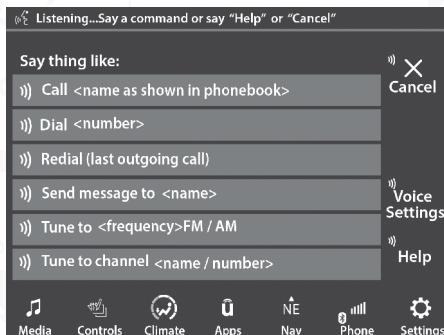 Listening...Say a command or say “Help” or “Cancel”
Say thing like:
Call <name as shown in phonebook>
Dial <number>
Redial (last outgoing call)
Send message to <name>
Tune to <frequency>FM / AM
Tune to channel <name / number>
Cancel
Voice
Settings
Help
û
NE
Media Controls Climate Apps Nav Phone Settings